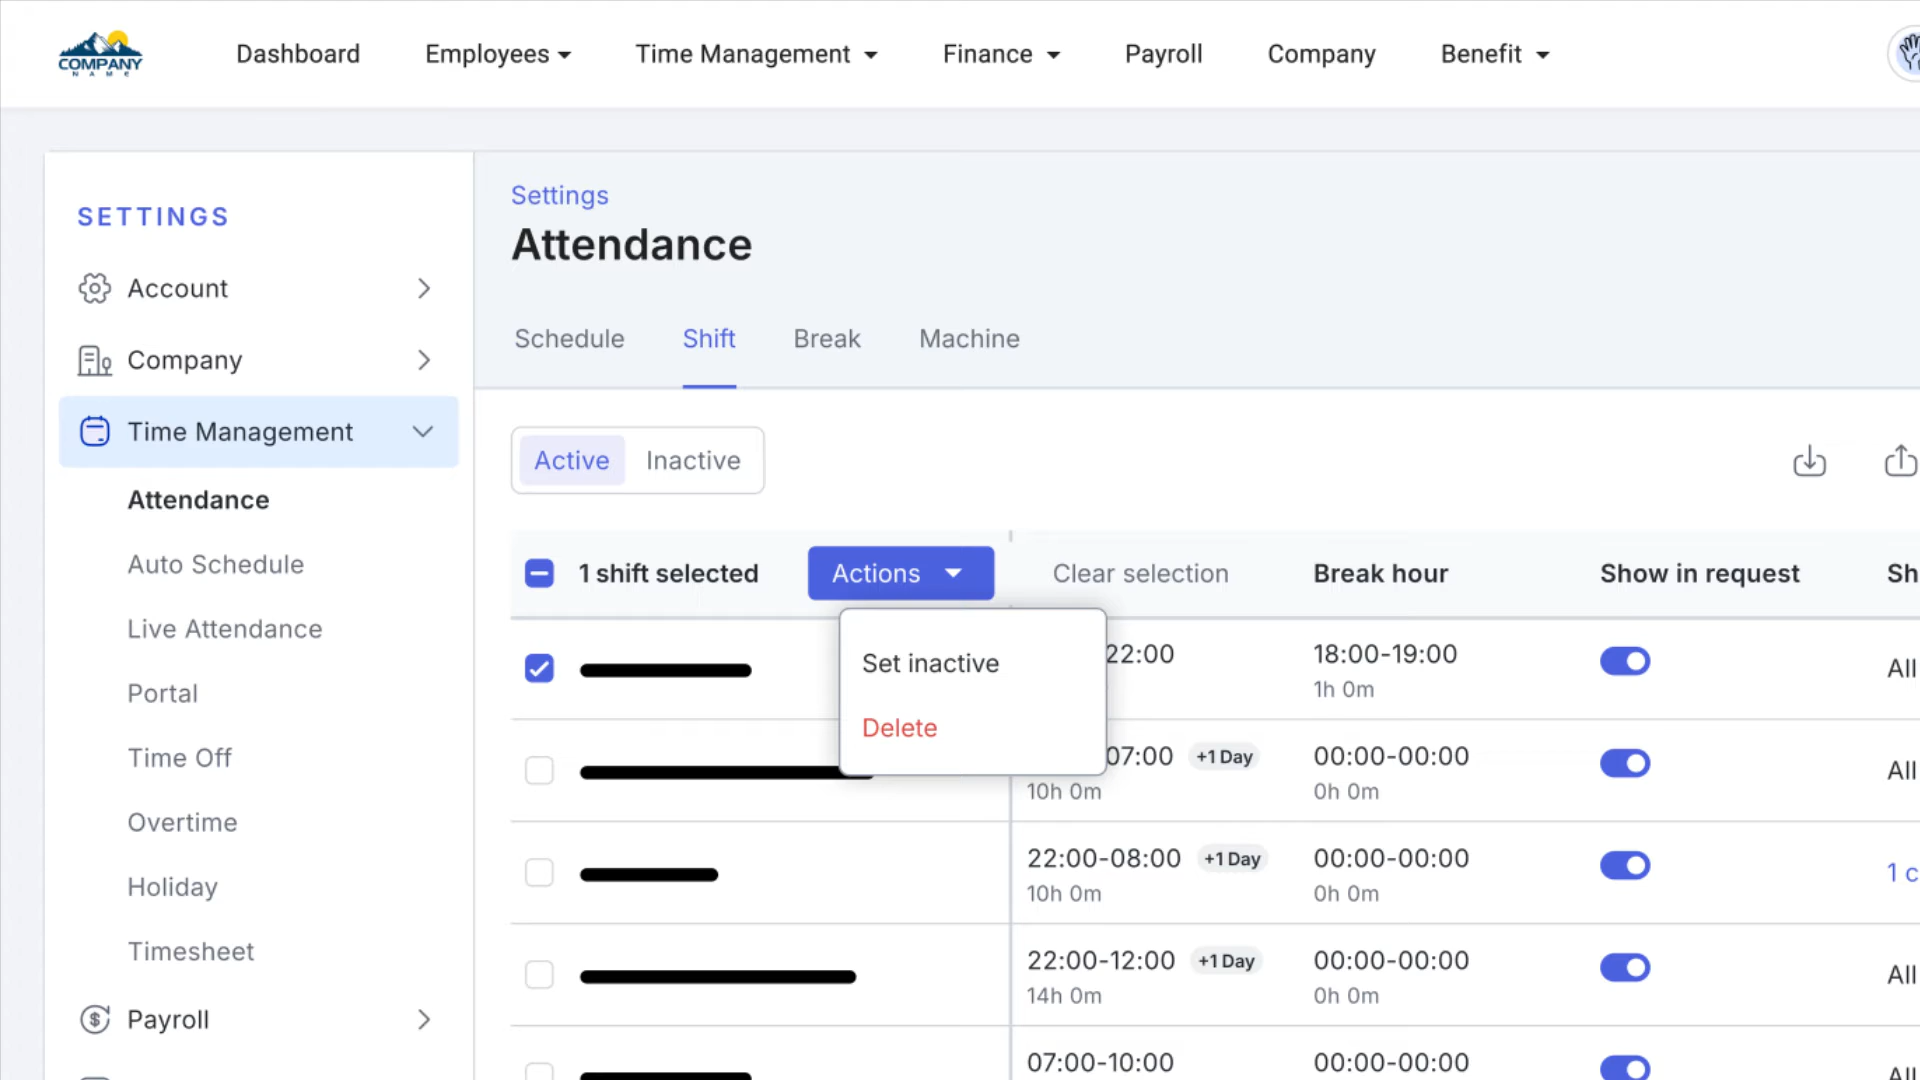 COMPANY
NAME
Dashboard
Employees
Time Management
Finance
Payroll
Company
Benefit
SETTINGS
Account
Company
Time Management
Attendance
Auto Schedule
Live Attendance
Portal
Time Off
Overtime
Holiday
Timesheet
Payroll
Settings
Attendance
Schedule Shift Break Machine
Active Inactive
1 shift selected Actions Clear selection Break hour Show in request Sh
Set inactive
Delete
22:00 18:00-19:00 All
1h 0m
07:00 +1 Day 00:00-00:00 All
10h 0m 0h 0m
22:00-08:00 +1 Day 00:00-00:00 1 c
10h 0m 0h 0m
22:00-12:00 +1 Day 00:00-00:00 All
14h 0m 0h 0m
07:00-10:00 00:00-00:00 All